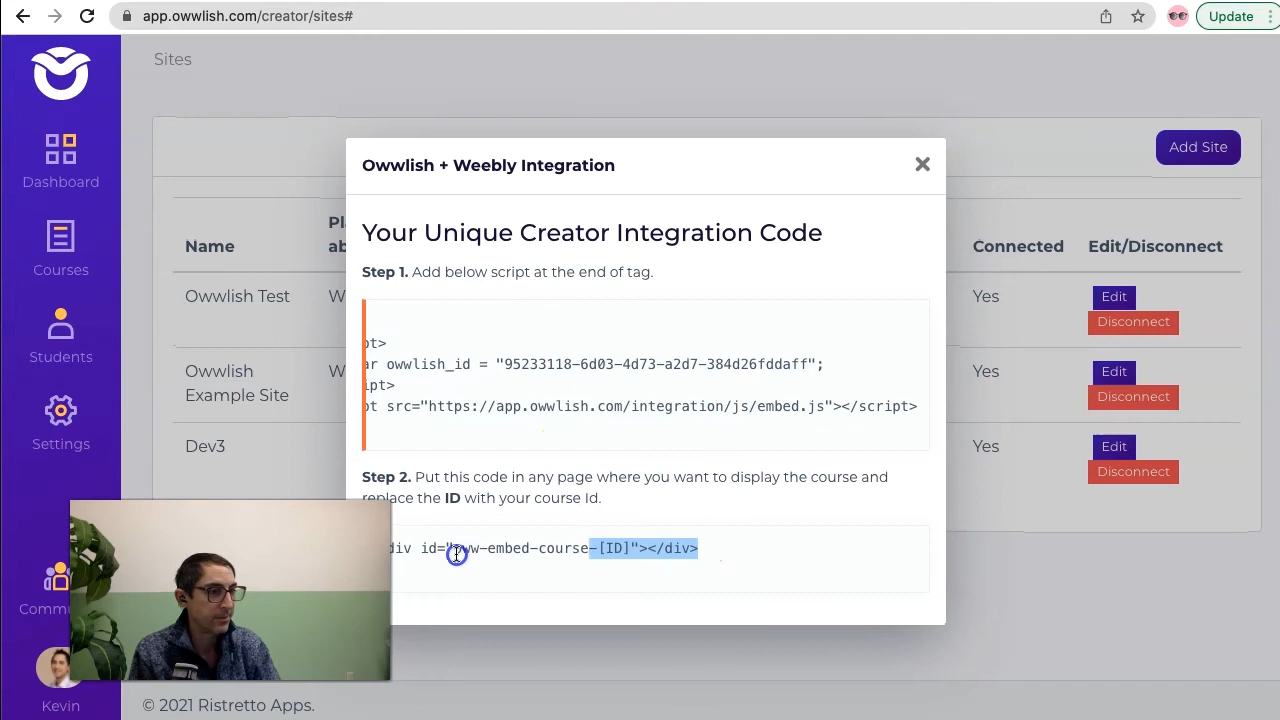 app.owwlish.com/creator/sites#
Update
Sites
Add Site
Dashboard
Courses
Students
Settings
Kevin
Name
Connected
Edit/Disconnect
Owwlish Test
Yes
Edit
Disconnect
Owwlish
Example Site
Yes
Edit
Disconnect
Dev3
Yes
Edit
Disconnect
Owwlish + Weebly Integration
Your Unique Creator Integration Code
Step 1. Add below script at the end of tag.
pt>
ar owwlish_id = "95233118-6d03-4d73-a2d7-384d26fddaff";
ipt>
pt src="https://app.owwlish.com/integration/js/embed.js"></script>
Step 2. Put this code in any page where you want to display the course and
replace the ID with your course Id.
div id="oww-embed-course-[ID]"></div>
© 2021 Ristretto Apps.